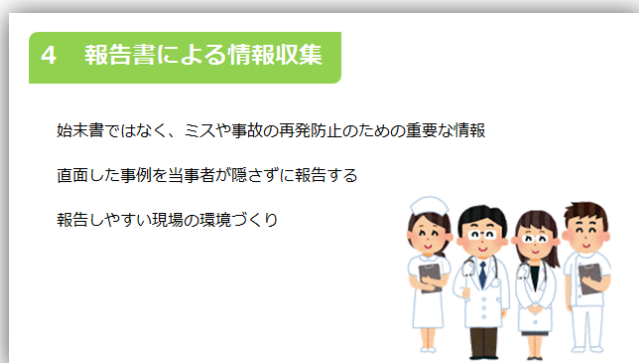 4 報告書による情報収集
始末書ではなく、ミスや事故の再発防止のための重要な情報
直面した事例を当事者が隠さずに報告する
報告しやすい現場の環境づくり